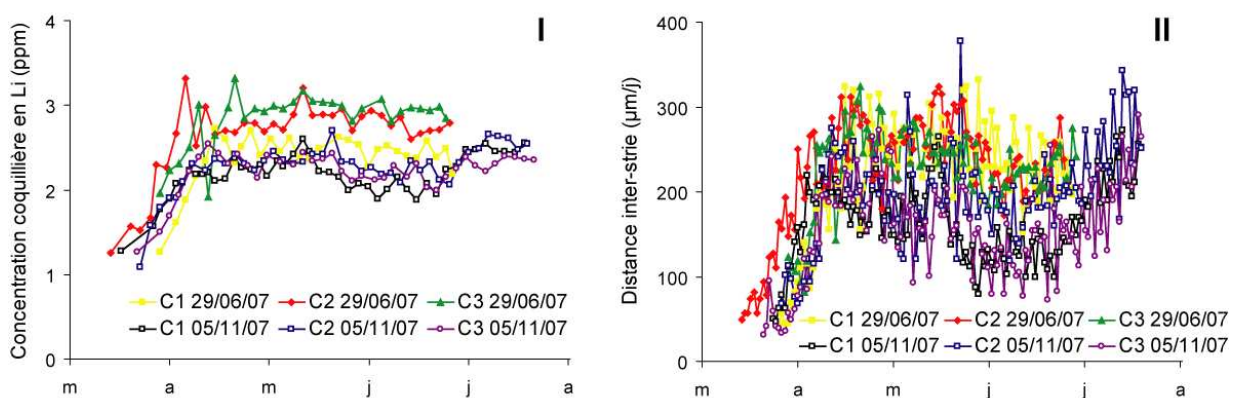 I
Concentration coquillière en Li (ppm)
4
3
2
1
0
C1 29/06/07 C2 29/06/07 C3 29/06/07
C1 05/11/07 C2 05/11/07 C3 05/11/07
m a m j j a
II
Distance inter-strie (µm/j)
400
300
200
100
0
C1 29/06/07 C2 29/06/07 C3 29/06/07
C1 05/11/07 C2 05/11/07 C3 05/11/07
m a m j j a